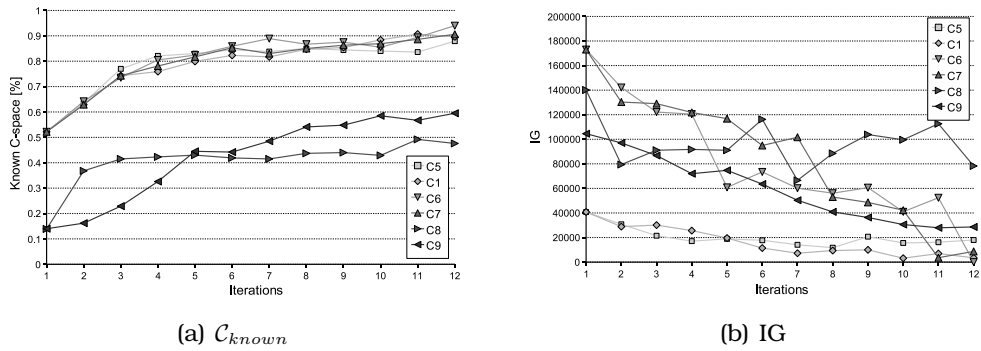 1
0.9
0.8
0.7
0.6
0.5
0.4
0.3
0.2
0.1
0
Known C-space [%]
1 2 3 4 5 6 7 8 9 10 11 12
Iterations
C5
C1
C6
C7
C8
C9
(a) C_known
200000
180000
160000
140000
120000
100000
80000
60000
40000
20000
0
IG
1 2 3 4 5 6 7 8 9 10 11 12
Iterations
C5
C1
C6
C7
C8
C9
(b) IG